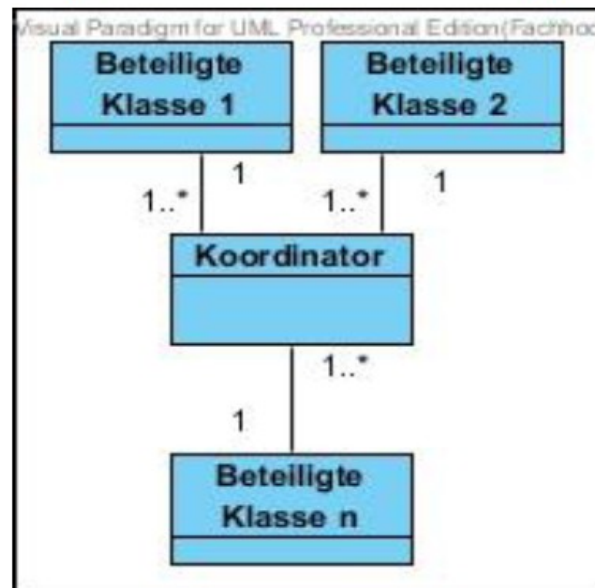 Visual Paradigm for UML Professional Edition(Fachhoc
Beteiligte
Klasse 1
Beteiligte
Klasse 2
1
1
1..*
1..*
Koordinator
1..*
1
Beteiligte
Klasse n